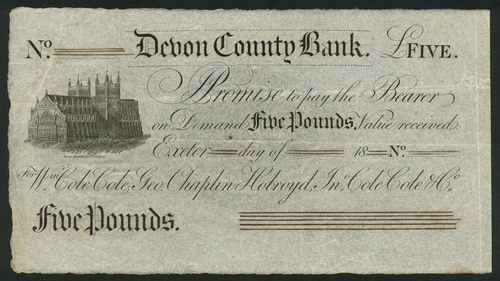 No. Devon County Bank. £FIVE.
I Promise to pay the Bearer
on Demand Five Pounds, Value received
Exeter day of 18 No.
For Wm. Cole Cole, Geo. Chaplin Holroyd, Jno. Cole Cole & Co.
Five Pounds.